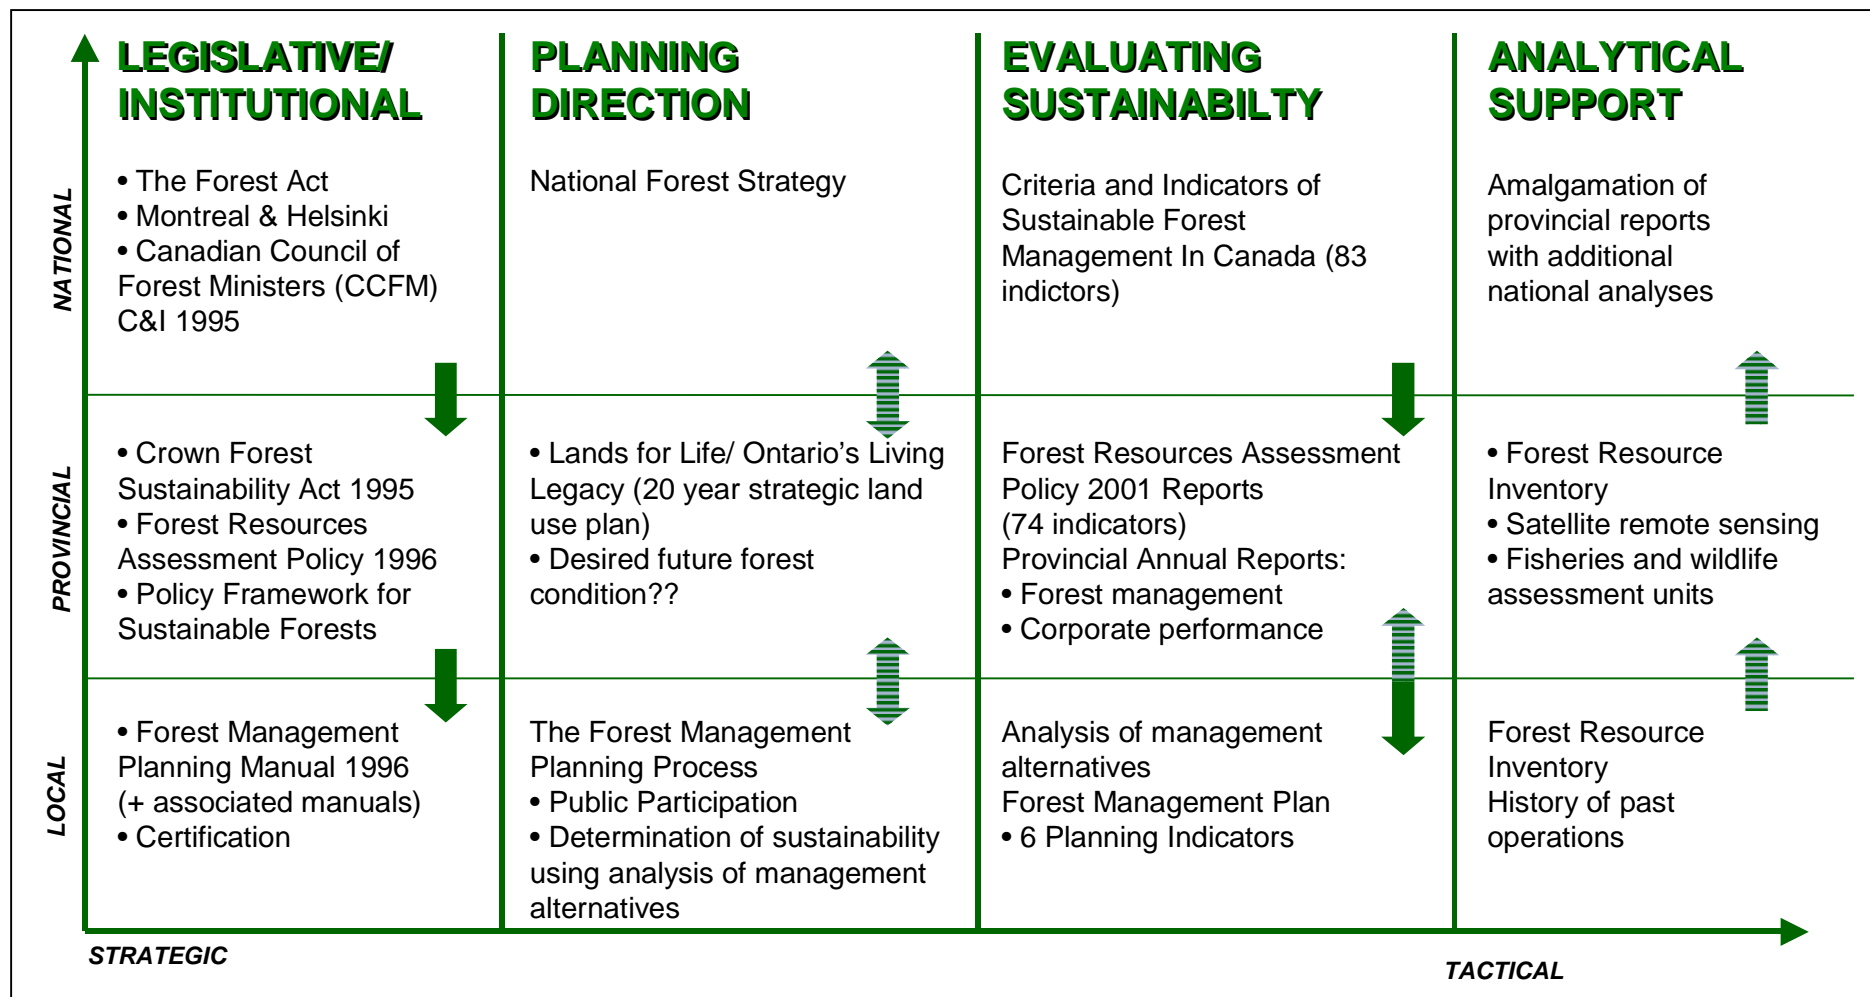 LEGISLATIVE/
INSTITUTIONAL
PLANNING
DIRECTION
EVALUATING
SUSTAINABILTY
ANALYTICAL
SUPPORT
NATIONAL
• The Forest Act
• Montreal & Helsinki
• Canadian Council of
Forest Ministers (CCFM)
C&I 1995
National Forest Strategy
Criteria and Indicators of
Sustainable Forest
Management In Canada (83
indictors)
Amalgamation of
provincial reports
with additional
national analyses
PROVINCIAL
• Crown Forest
Sustainability Act 1995
• Forest Resources
Assessment Policy 1996
• Policy Framework for
Sustainable Forests
• Lands for Life/ Ontario's Living
Legacy (20 year strategic land
use plan)
• Desired future forest
condition??
Forest Resources Assessment
Policy 2001 Reports
(74 indicators)
Provincial Annual Reports:
• Forest management
• Corporate performance
• Forest Resource
Inventory
• Satellite remote sensing
• Fisheries and wildlife
assessment units
LOCAL
• Forest Management
Planning Manual 1996
(+ associated manuals)
• Certification
The Forest Management
Planning Process
• Public Participation
• Determination of sustainability
using analysis of management
alternatives
Analysis of management
alternatives
Forest Management Plan
• 6 Planning Indicators
Forest Resource
Inventory
History of past
operations
STRATEGIC
TACTICAL